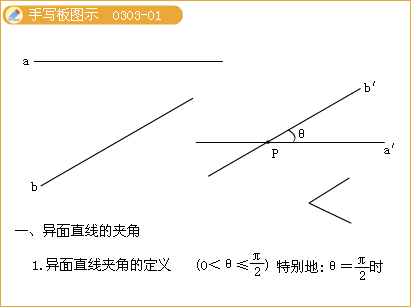 手写板图示 0303-01
a
b′
θ
P
a′
b
一、异面直线的夹角
1.异面直线夹角的定义 (0＜θ≤π/2) 特别地:θ＝π/2时